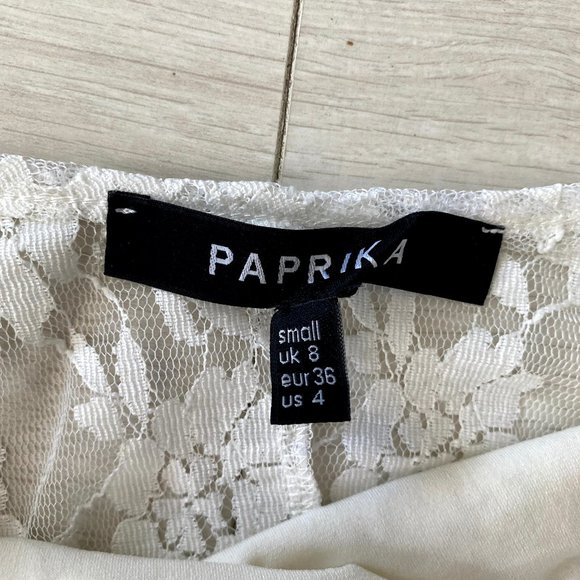 PAPRIKA
small
uk 8
eur 36
us 4